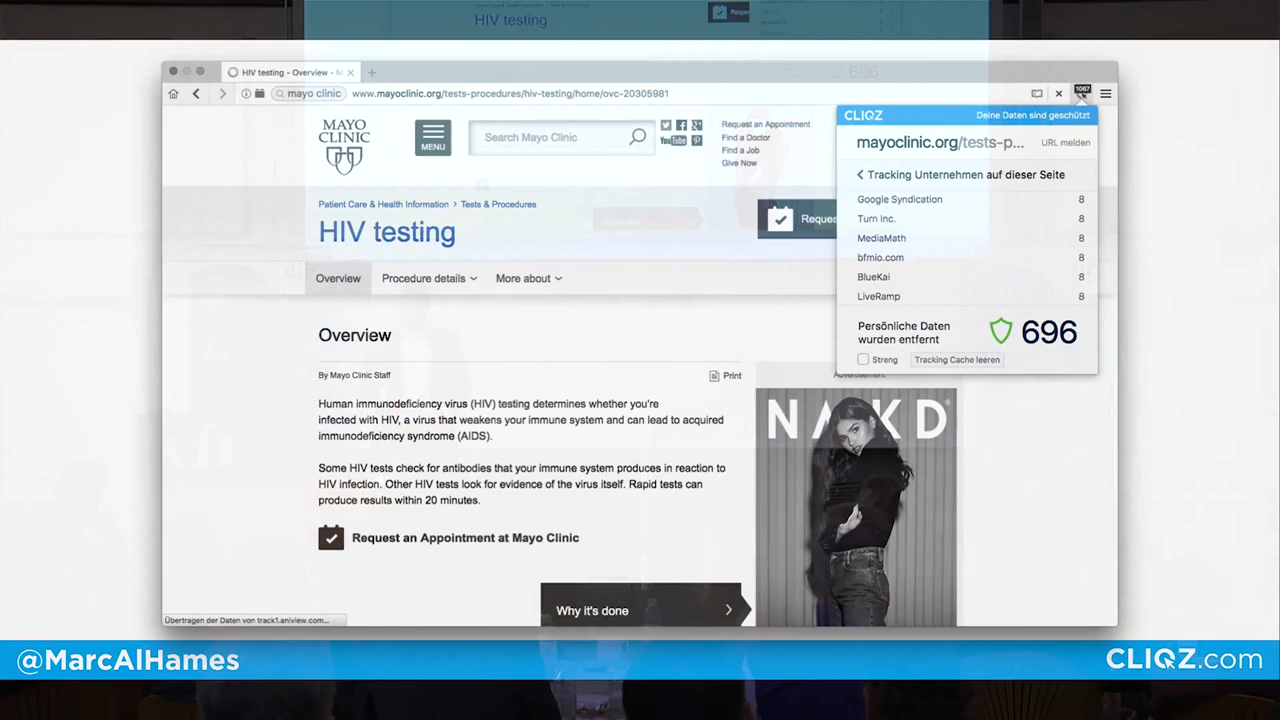 Reque
HIV testing
HIV testing - Overview - M
696
mayo clinic
www.mayoclinic.org/tests-procedures/hiv-testing/home/ovc-20305981
1067
MAYO
CLINIC
MENU
Search Mayo Clinic
YouTube
Request an Appointment
Find a Doctor
Find a Job
Give Now
CLIQZ
Deine Daten sind geschützt
mayoclinic.org/tests-p...
URL melden
Tracking Unternehmen auf dieser Seite
Google Syndication 8
Turn Inc. 8
MediaMath 8
bfmio.com 8
BlueKai 8
LiveRamp 8
Persönliche Daten
wurden entfernt
696
Streng
Tracking Cache leeren
Patient Care & Health Information > Tests & Procedures
HIV testing
Reques
Overview
Procedure details
More about
Overview
By Mayo Clinic Staff
Print
Advertisement
Human immunodeficiency virus (HIV) testing determines whether you're
infected with HIV, a virus that weakens your immune system and can lead to acquired
immunodeficiency syndrome (AIDS).
Some HIV tests check for antibodies that your immune system produces in reaction to
HIV infection. Other HIV tests look for evidence of the virus itself. Rapid tests can
produce results within 20 minutes.
Request an Appointment at Mayo Clinic
NAKD
Why it's done
Übertragen der Daten von track1.aniview.com...
@MarcAlHames
CLIQZ.com